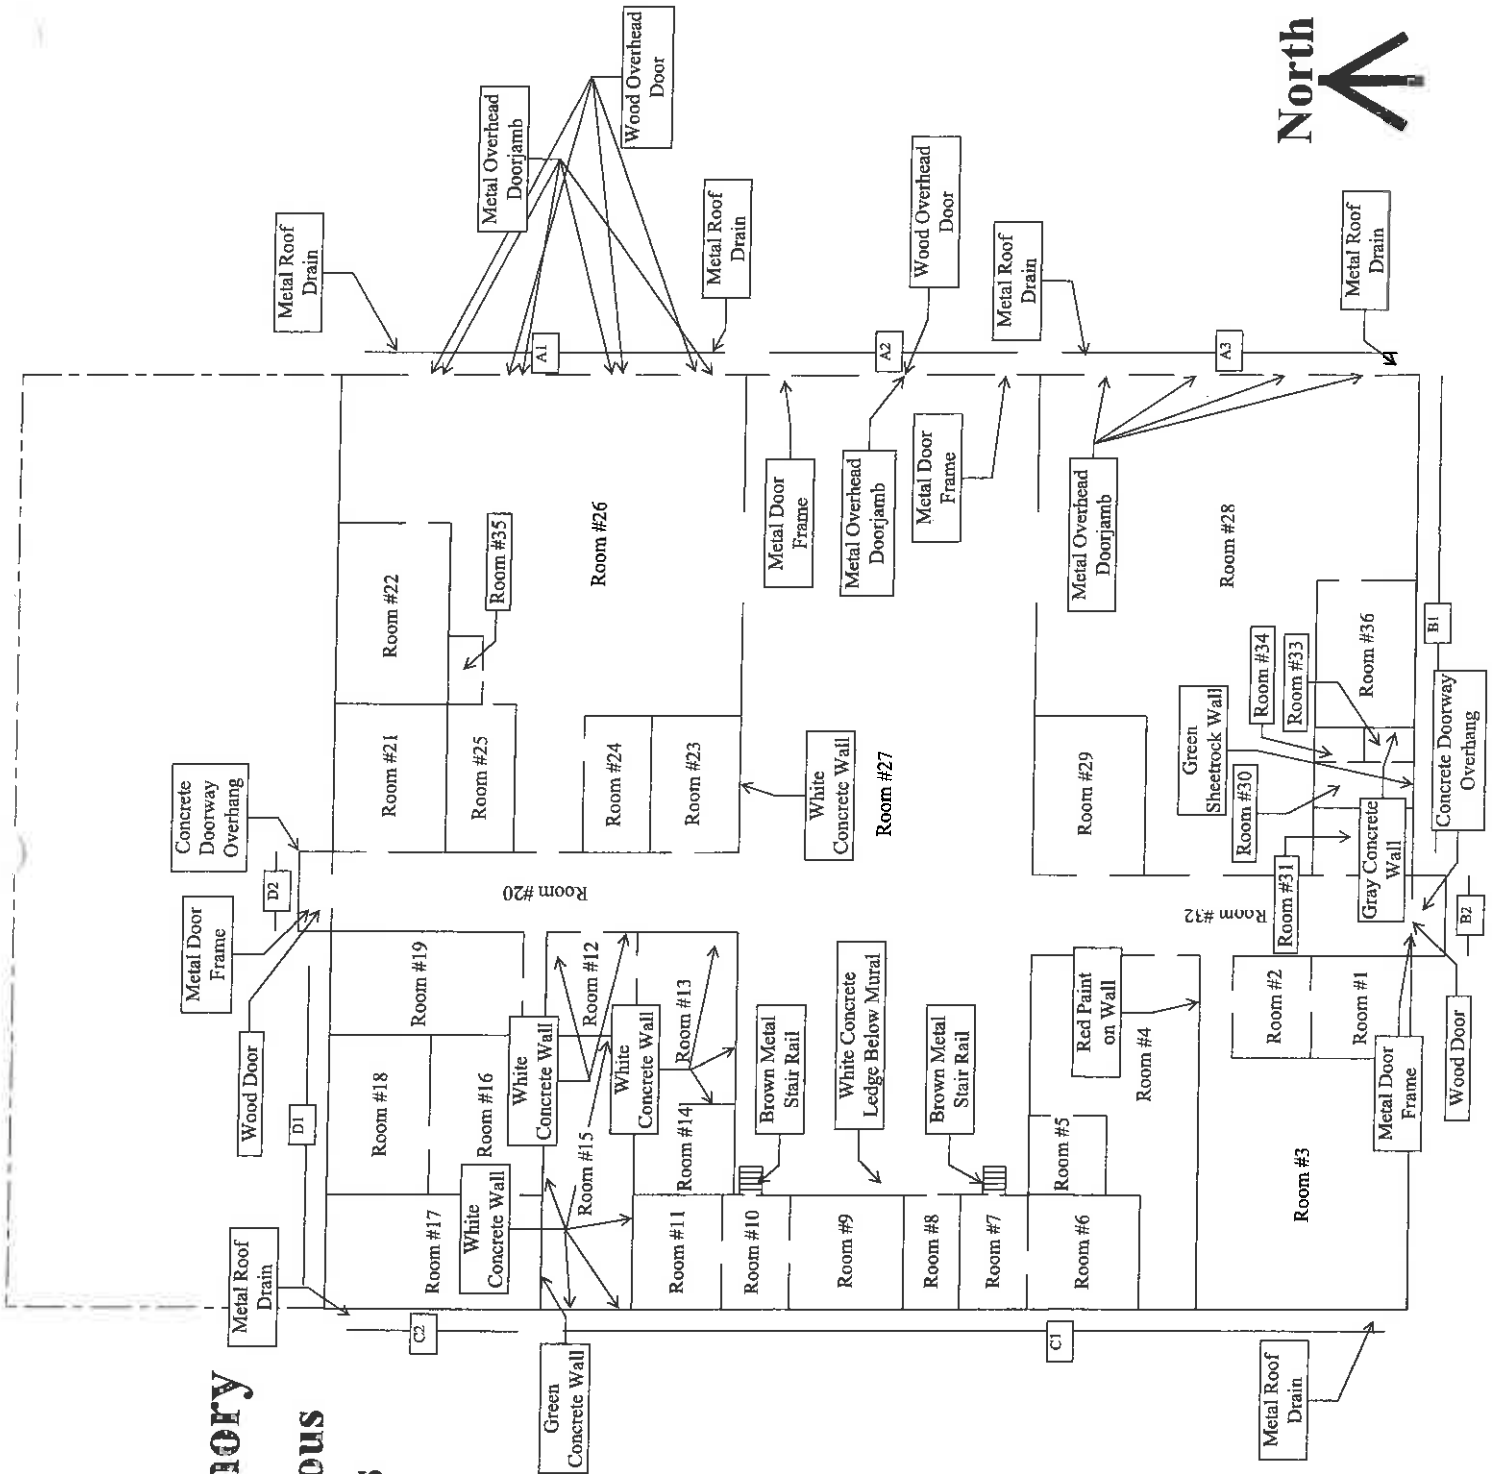 mory
ous
s
North
Metal Roof
Drain
Metal Door
Frame
Concrete
Doorway
Overhang
Wood Door
D1
D2
Metal Roof
Drain
Metal Overhead
Doorjamb
Wood Overhead
Door
C2
Room #17
Room #18
Room #19
Room #16
Room #20
Room #21
Room #22
Room #25
Room #35
Room #26
A1
Green
Concrete Wall
White
Concrete Wall
White
Concrete Wall
White
Concrete Wall
Room #15
Room #12
Room #13
Room #14
Room #24
Room #23
Metal Roof
Drain
Room #11
Room #10
Room #9
Room #8
Room #7
Room #6
Room #5
Brown Metal
Stair Rail
White Concrete
Ledge Below Mural
Brown Metal
Stair Rail
White
Concrete Wall
Room #27
Metal Door
Frame
Metal Overhead
Doorjamb
Metal Door
Frame
A2
Wood Overhead
Door
Metal Roof
Drain
C1
Red Paint
on Wall
Room #4
Room #3
Room #2
Room #1
Room #32
Room #29
Metal Overhead
Doorjamb
Room #28
A3
Green
Sheetrock Wall
Room #30
Room #31
Room #34
Room #33
Room #36
Gray Concrete
Wall
Metal Door
Frame
Wood Door
B2
Concrete Doorway
Overhang
B1
Metal Roof
Drain
Metal Roof
Drain